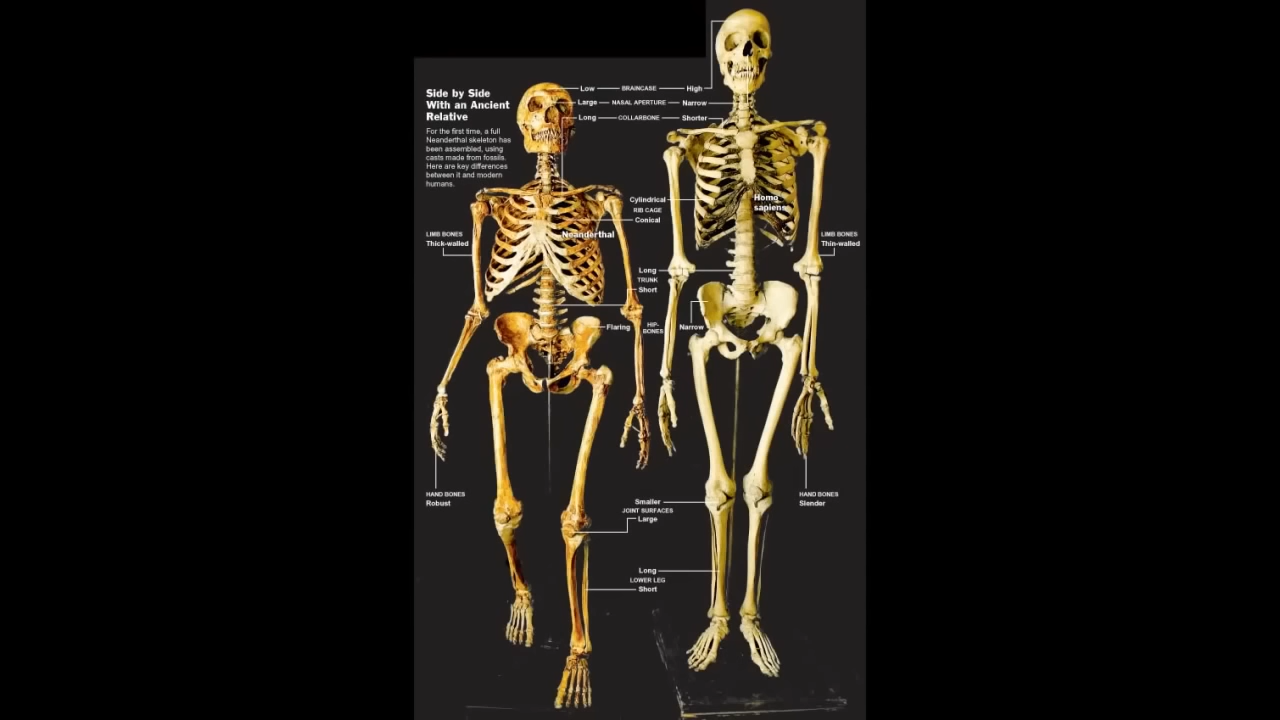 Side by Side
With an Ancient
Relative
For the first time, a full
Neanderthal skeleton has
been assembled, using
casts made from fossils.
Here are key differences
between it and modern
humans.
Low BRAINCASE High
Large NASAL APERTURE Narrow
Long COLLARBONE Shorter
Cylindrical
RIB CAGE
Conical
Homo
sapiens
Neanderthal
LIMB BONES
Thick-walled
LIMB BONES
Thin-walled
Long
TRUNK
Short
Flaring HIP-
BONES Narrow
HAND BONES
Robust
HAND BONES
Slender
Smaller
JOINT SURFACES
Large
Long
LOWER LEG
Short